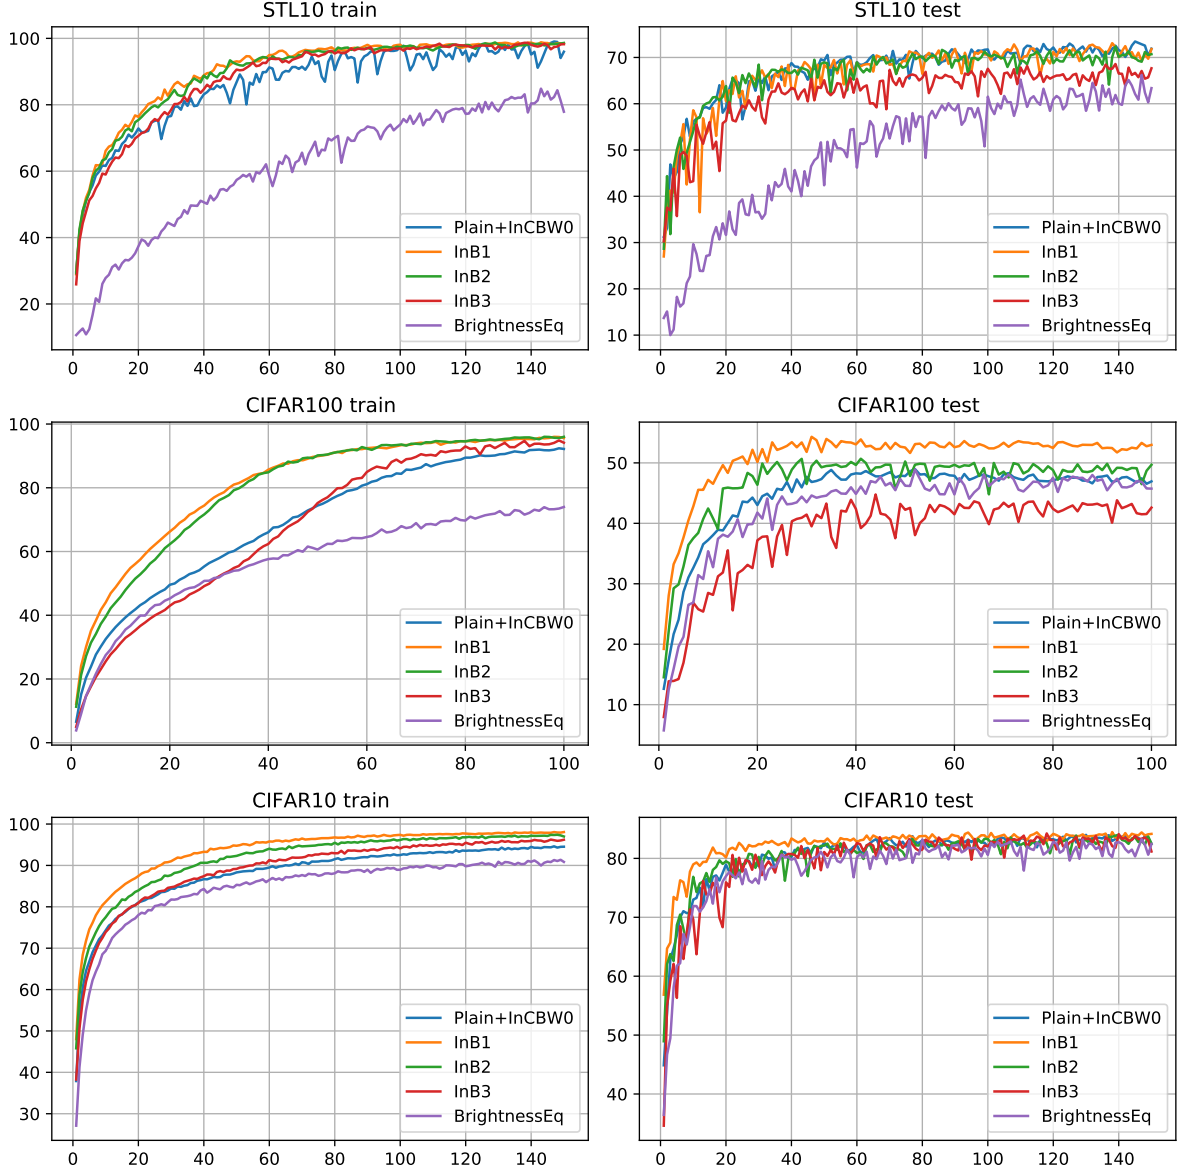 STL10 train
100
80
60
40
20
0 20 40 60 80 100 120 140
Plain+InCBW0
InB1
InB2
InB3
BrightnessEq
STL10 test
70
60
50
40
30
20
10
0 20 40 60 80 100 120 140
Plain+InCBW0
InB1
InB2
InB3
BrightnessEq
CIFAR100 train
100
80
60
40
20
0
0 20 40 60 80 100
Plain+InCBW0
InB1
InB2
InB3
BrightnessEq
CIFAR100 test
50
40
30
20
10
0 20 40 60 80 100
Plain+InCBW0
InB1
InB2
InB3
BrightnessEq
CIFAR10 train
100
90
80
70
60
50
40
30
0 20 40 60 80 100 120 140
Plain+InCBW0
InB1
InB2
InB3
BrightnessEq
CIFAR10 test
80
70
60
50
40
0 20 40 60 80 100 120 140
Plain+InCBW0
InB1
InB2
InB3
BrightnessEq